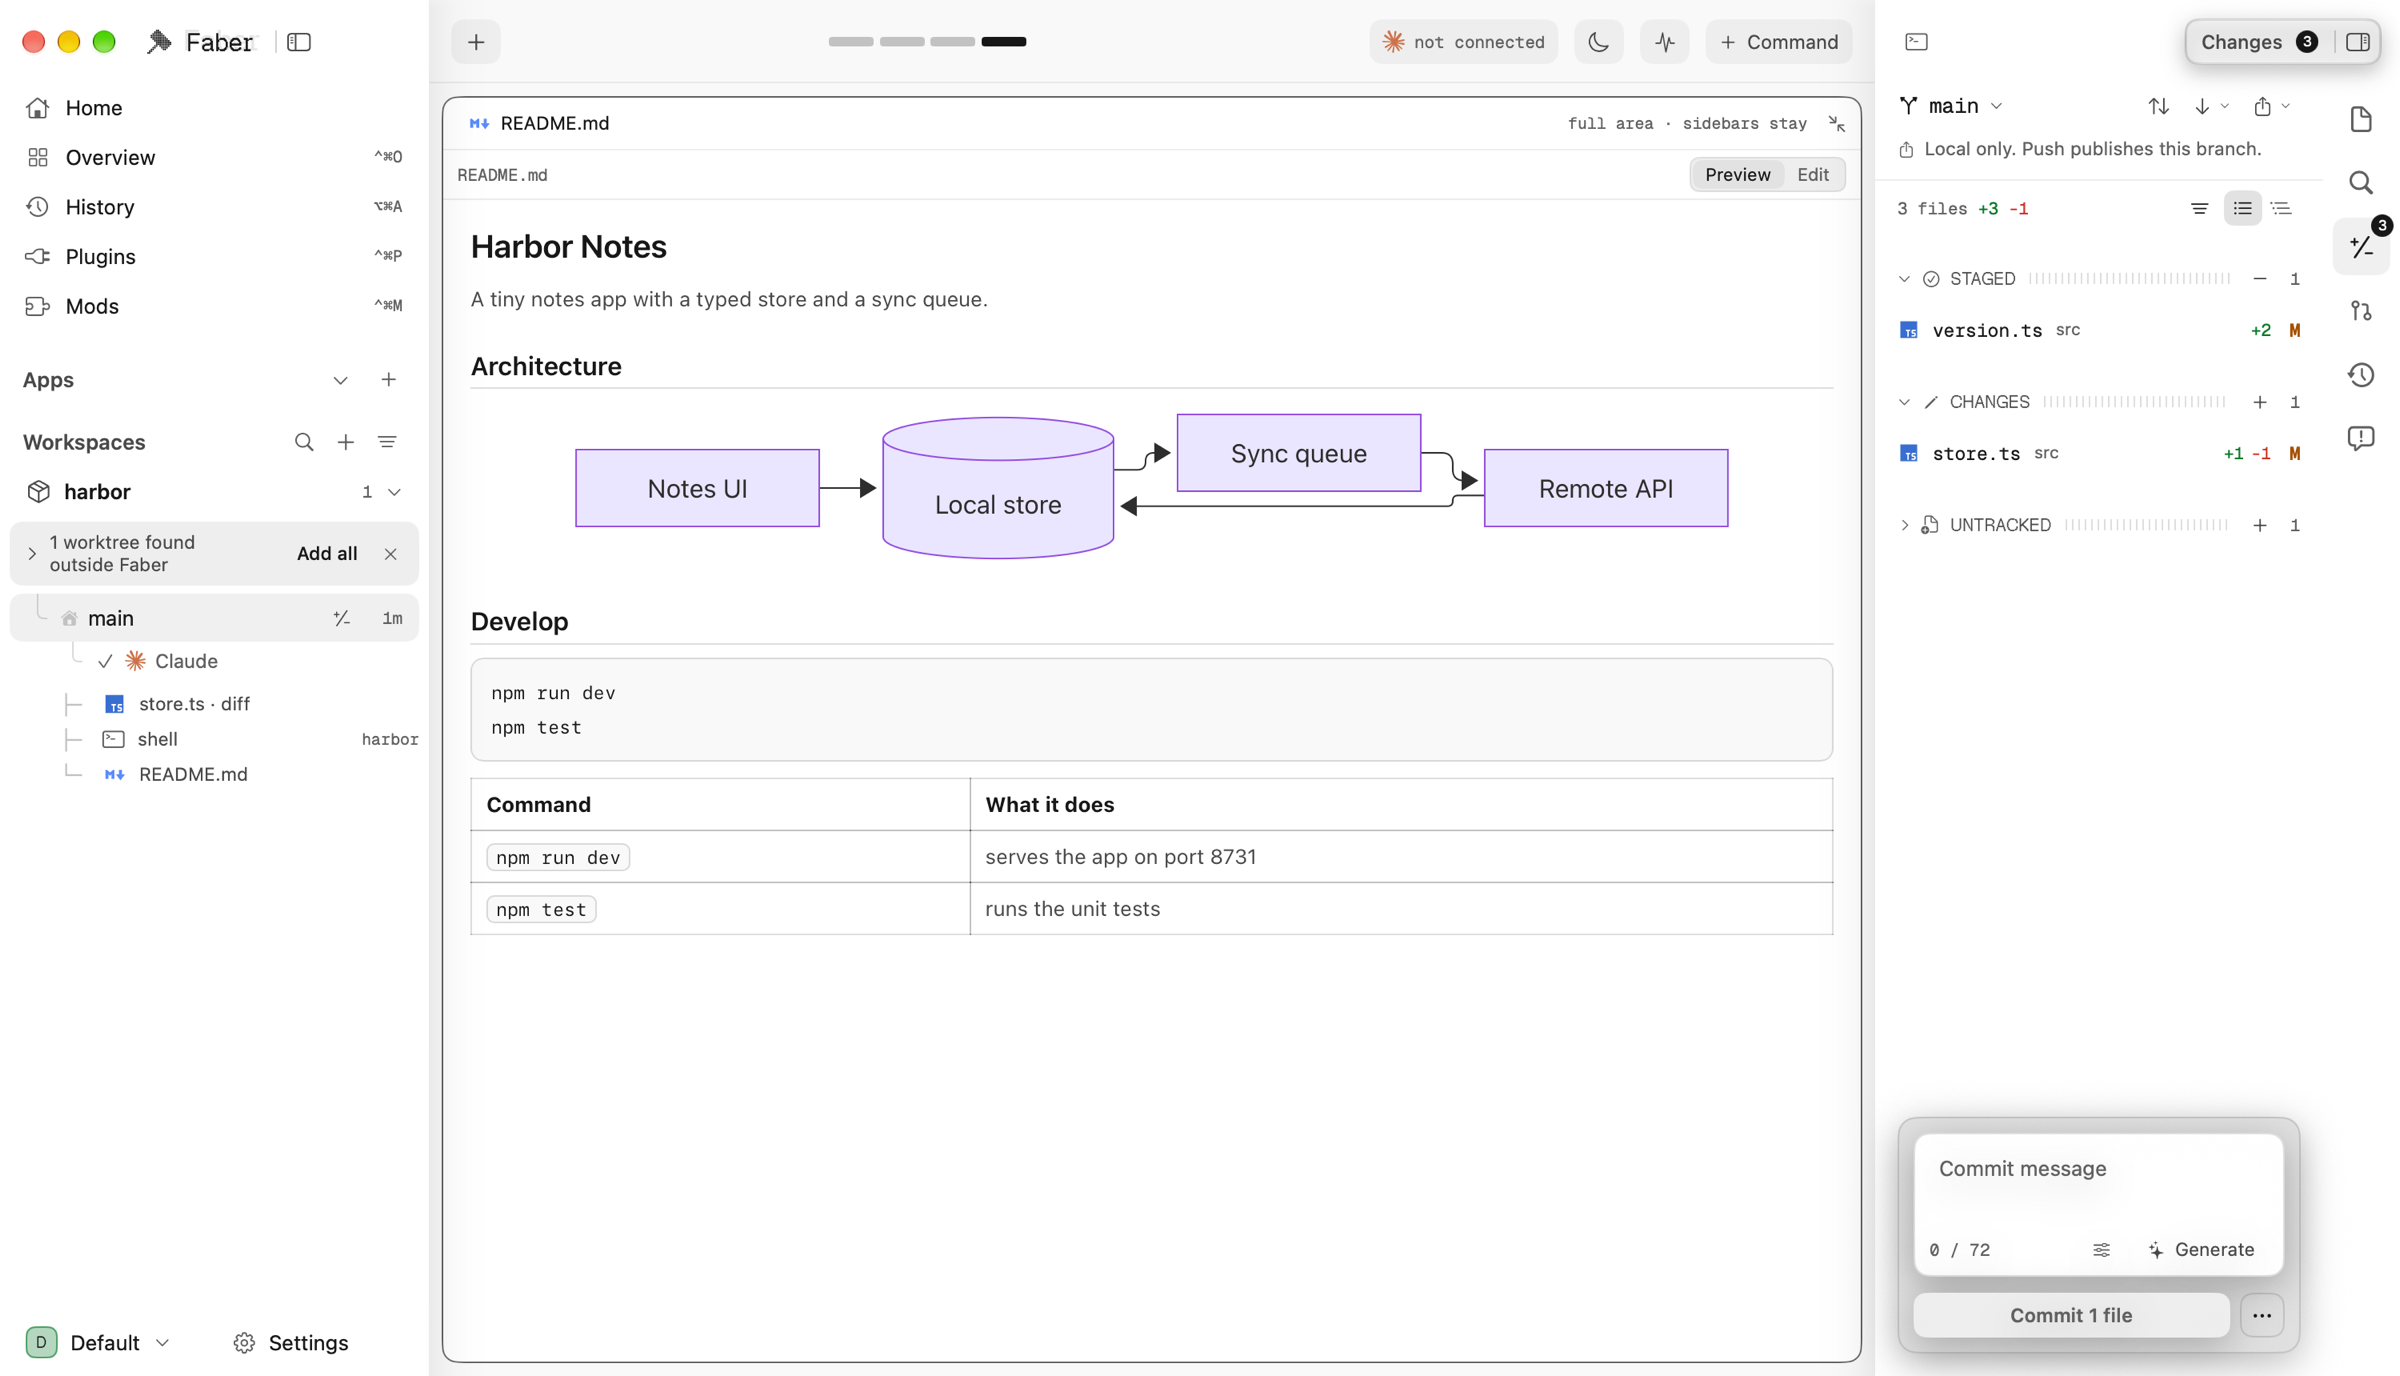 Faber
Home
Overview ^⌘O
History ⌥⌘A
Plugins ^⌘P
Mods ^⌘M
Apps
Workspaces
harbor 1
1 worktree found
outside Faber
Add all
main 1m
Claude
store.ts · diff
shell harbor
README.md
D Default
Settings
not connected
+ Command
README.md
full area · sidebars stay
README.md
Preview Edit
Harbor Notes
A tiny notes app with a typed store and a sync queue.
Architecture
Notes UI
Local store
Sync queue
Remote API
Develop
npm run dev
npm test
Command What it does
npm run dev serves the app on port 8731
npm test runs the unit tests
Changes 3
main
Local only. Push publishes this branch.
3 files +3 -1
3
STAGED 1
TS version.ts src +2 M
CHANGES 1
TS store.ts src +1 -1 M
UNTRACKED 1
Commit message
0 / 72
Generate
Commit 1 file